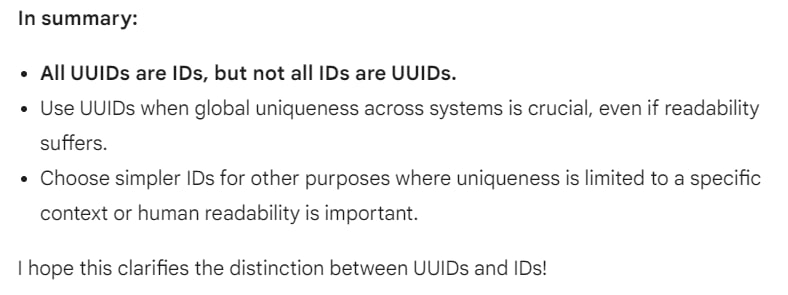 In summary:
• All UUIDs are IDs, but not all IDs are UUIDs.
• Use UUIDs when global uniqueness across systems is crucial, even if readability
suffers.
• Choose simpler IDs for other purposes where uniqueness is limited to a specific
context or human readability is important.
I hope this clarifies the distinction between UUIDs and IDs!